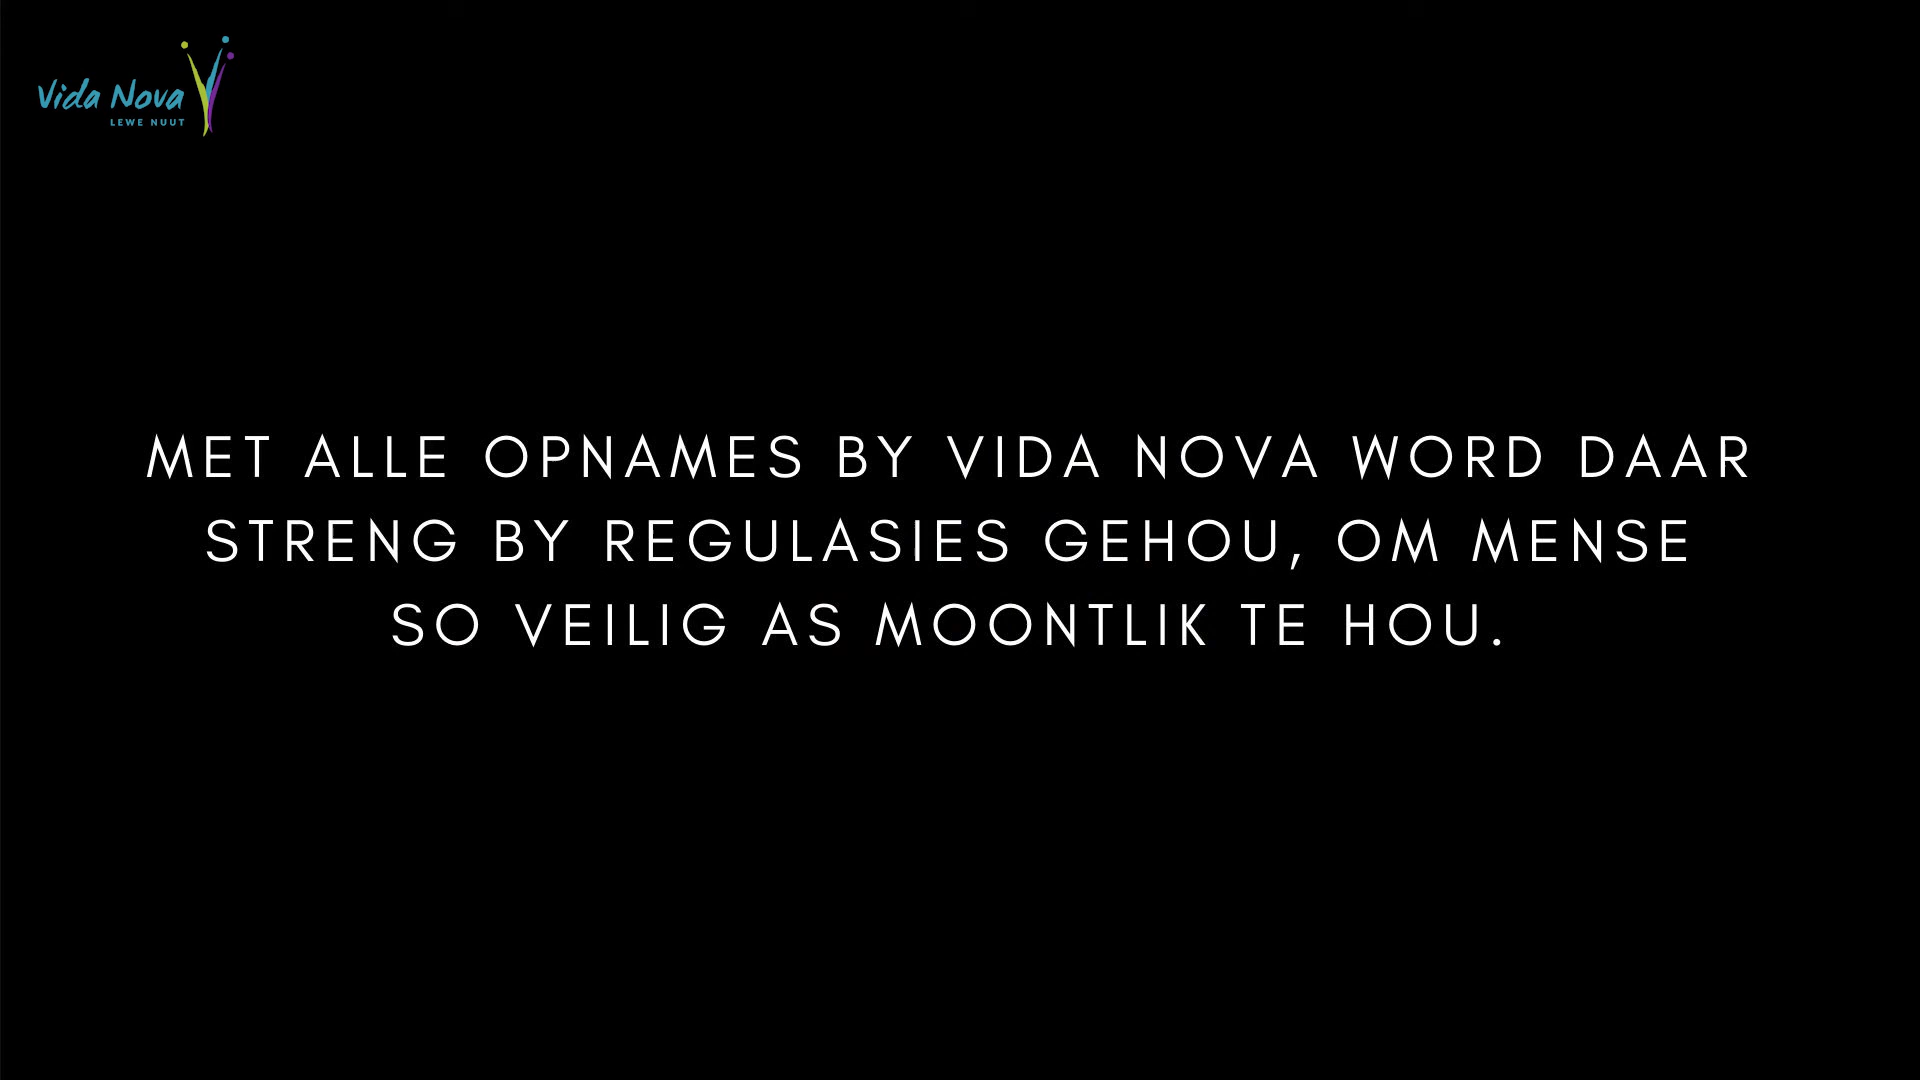 Vida Nova
LEWE NUUT
MET ALLE OPNAMES BY VIDA NOVA WORD DAAR
STRENG BY REGULASIES GEHOU, OM MENSE
SO VEILIG AS MOONTLIK TE HOU.